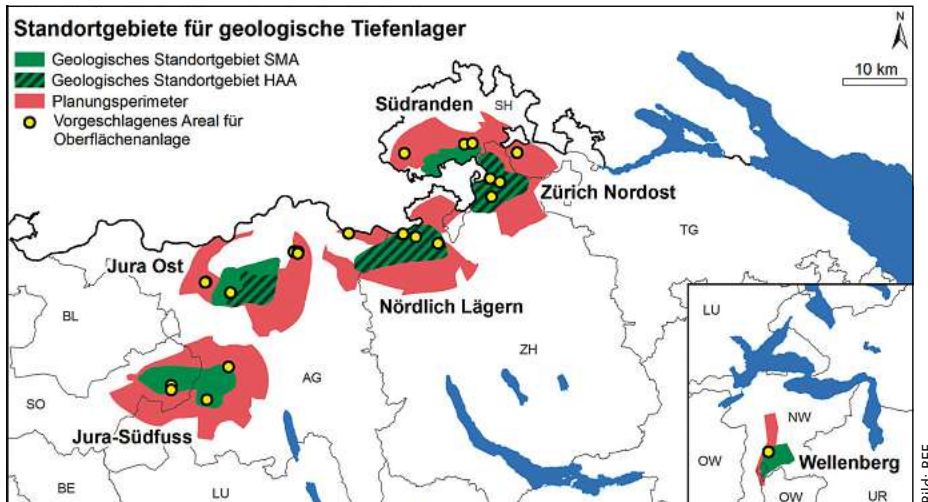 Standortgebiete für geologische Tiefenlager
Geologisches Standortgebiet SMA
Geologisches Standortgebiet HAA
Planungsperimeter
Vorgeschlagenes Areal für
Oberflächenanlage
N
10 km
Südranden
SH
Zürich Nordost
TG
Jura Ost
Nördlich Lägern
BL
ZH
AG
SO
Jura-Südfuss
BE
LU
LU
NW
OW
Wellenberg
OW
UR
Bild: BFE